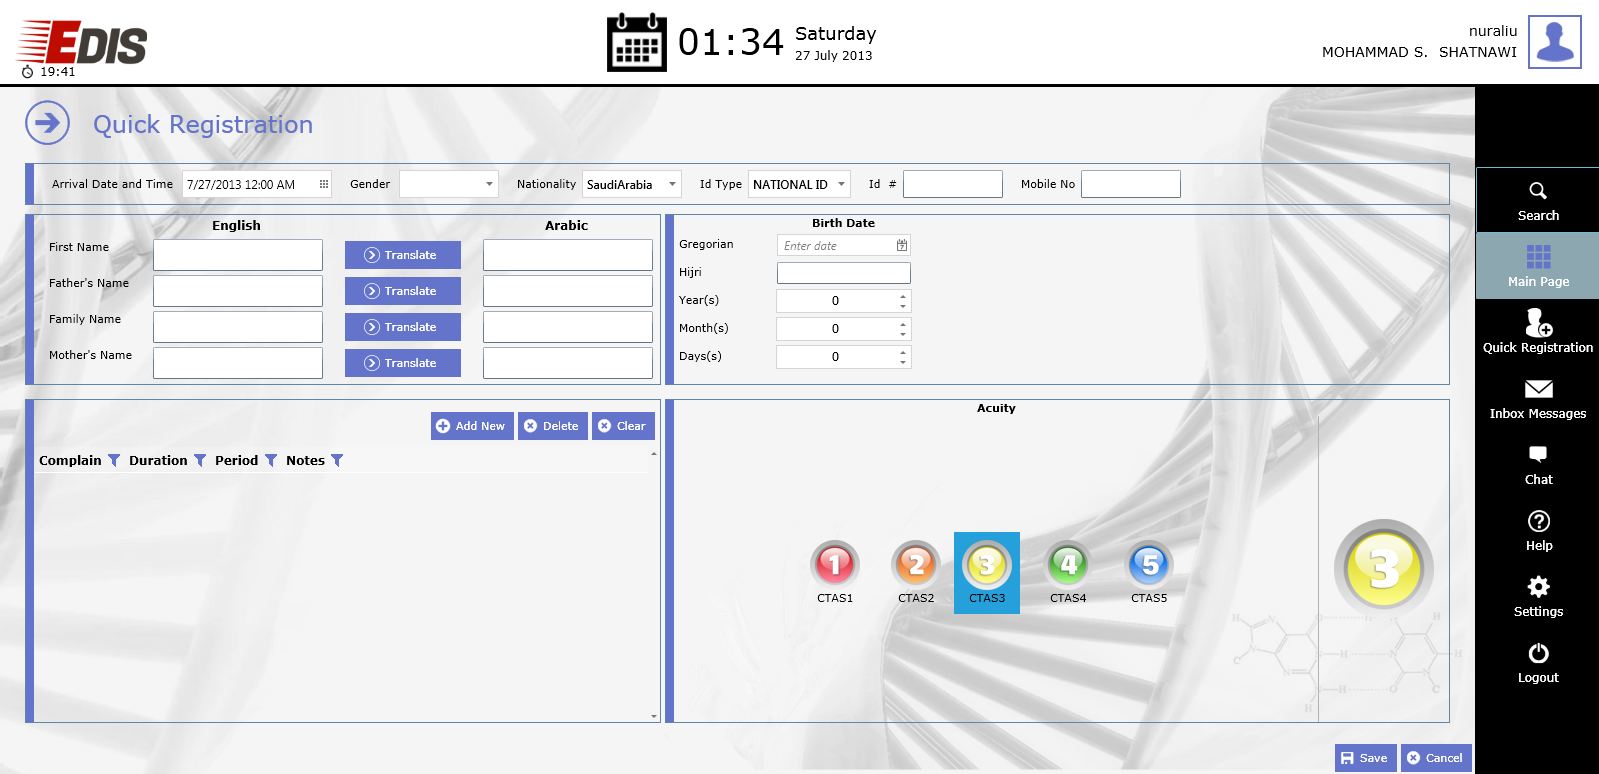 EDIS
19:41
01:34
Saturday
27 July 2013
nuraliu
MOHAMMAD S. SHATNAWI
Quick Registration
Arrival Date and Time 7/27/2013 12:00 AM Gender Nationality SaudiArabia Id Type NATIONAL ID Id # Mobile No
English Arabic
First Name Translate
Father's Name Translate
Family Name Translate
Mother's Name Translate
Birth Date
Gregorian Enter date 7
Hijri
Year(s) 0
Month(s) 0
Days(s) 0
Add New Delete Clear
Complain Duration Period Notes
Acuity
1 2 3 4 5
CTAS1 CTAS2 CTAS3 CTAS4 CTAS5
3
Save Cancel
Search
Main Page
Quick Registration
Inbox Messages
Chat
Help
Settings
Logout